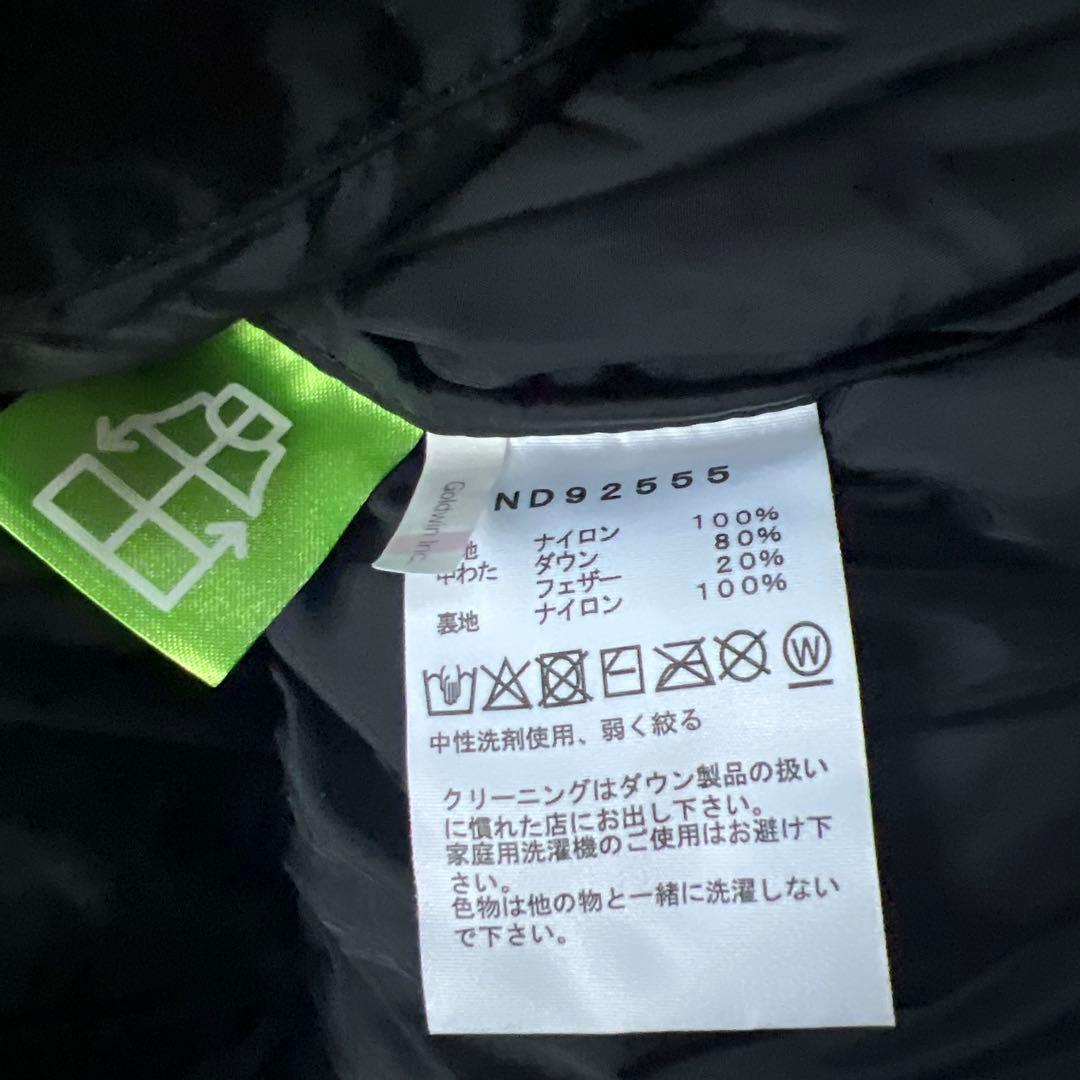 Goldwin Inc.
ND92555
地 ナイロン 100%
中わた ダウン 80%
フェザー 20%
裏地 ナイロン 100%
W
中性洗剤使用、弱く絞る
クリーニングはダウン製品の扱い
に慣れた店にお出し下さい。
家庭用洗濯機のご使用はお避け下
さい。
色物は他の物と一緒に洗濯しない
で下さい。